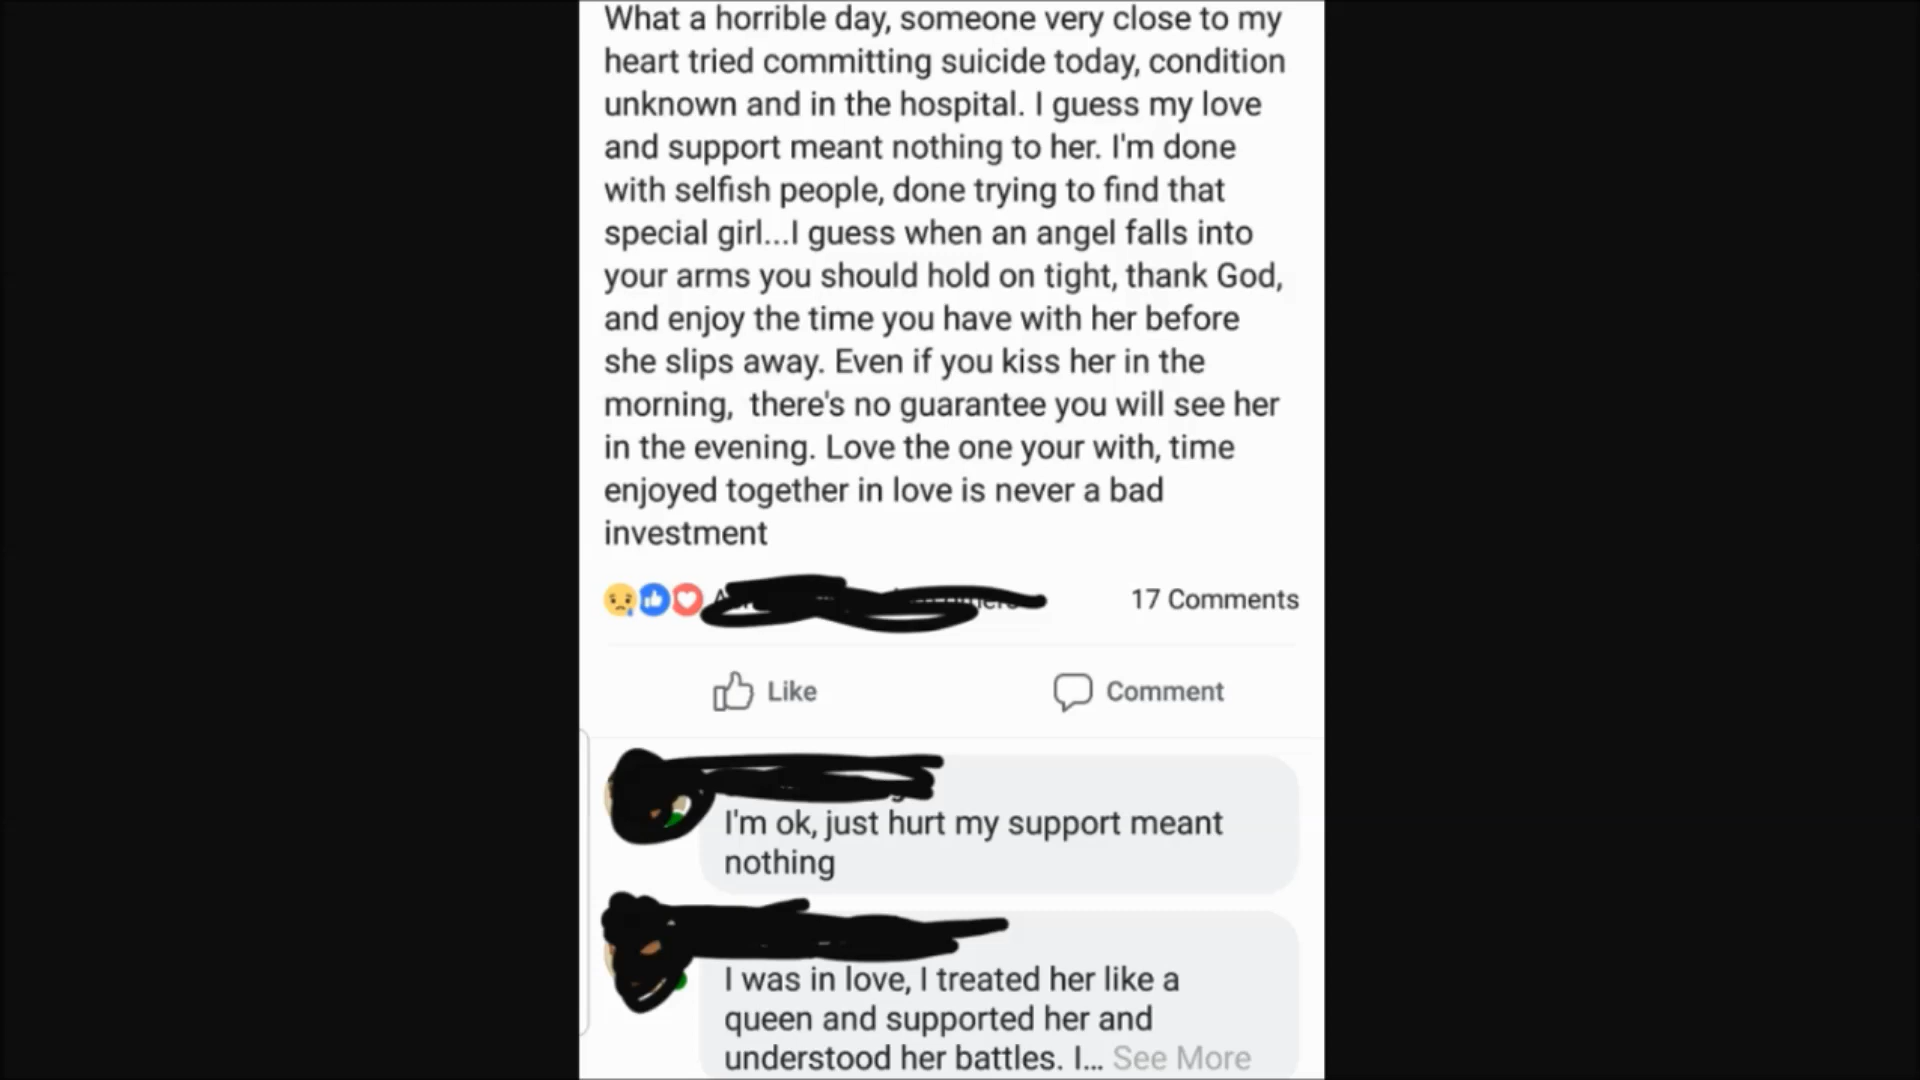 What a horrible day, someone very close to my
heart tried committing suicide today, condition
unknown and in the hospital. I guess my love
and support meant nothing to her. I'm done
with selfish people, done trying to find that
special girl...I guess when an angel falls into
your arms you should hold on tight, thank God,
and enjoy the time you have with her before
she slips away. Even if you kiss her in the
morning, there's no guarantee you will see her
in the evening. Love the one your with, time
enjoyed together in love is never a bad
investment
17 Comments
Like Comment
I'm ok, just hurt my support meant
nothing
I was in love, I treated her like a
queen and supported her and
understood her battles. I... See More